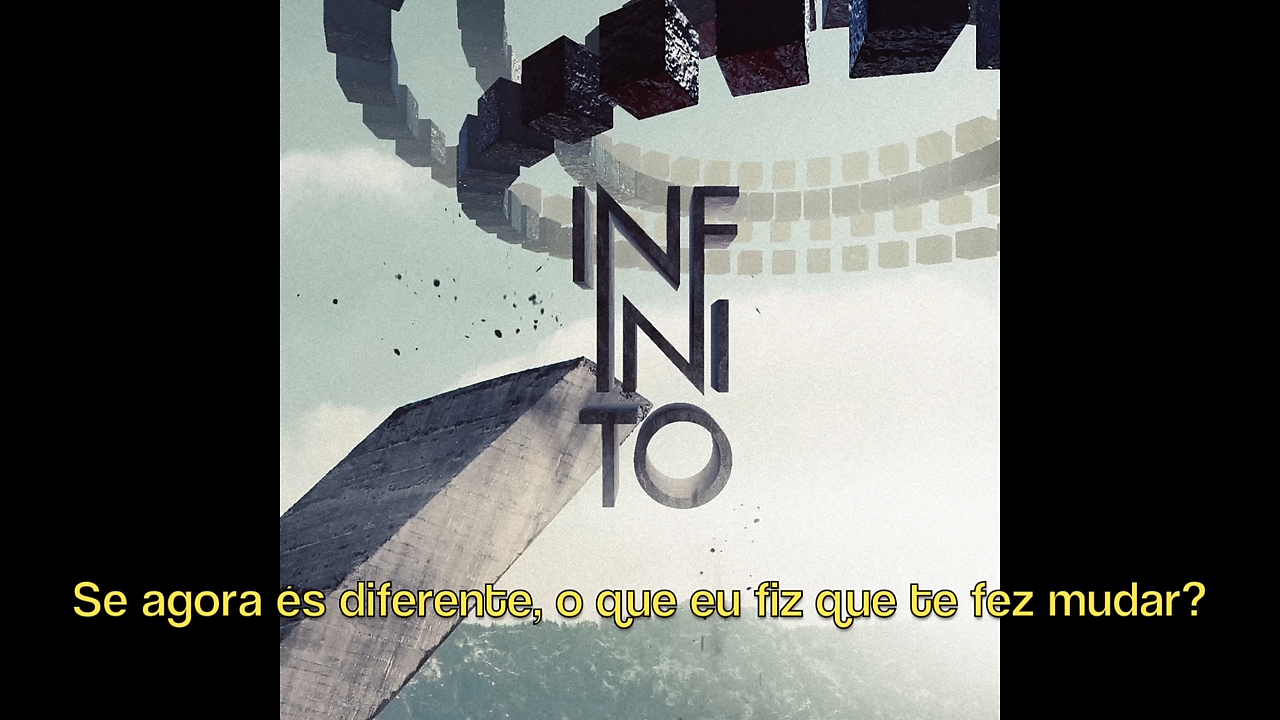 INF
INI
TO
Se agora és diferente, o que eu fiz que te fez mudar?